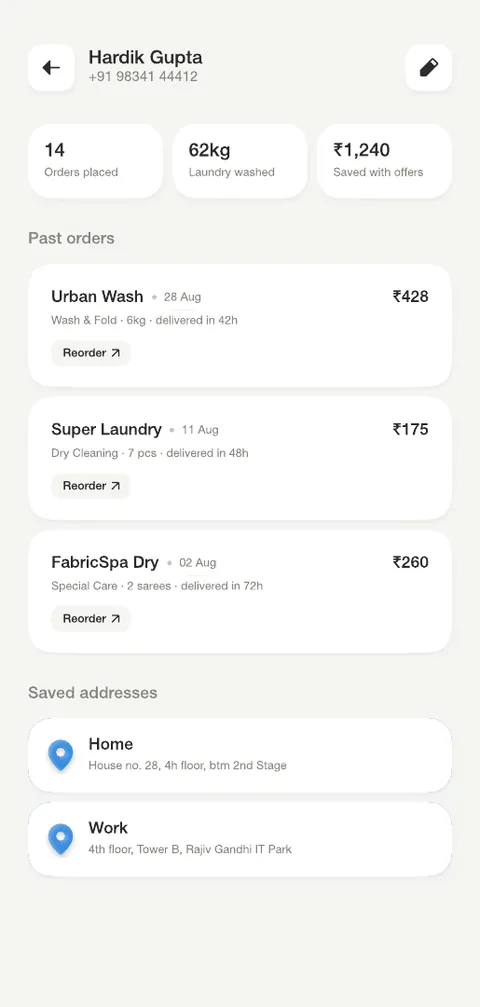 Hardik Gupta
+91 98341 44412
14
Orders placed
62kg
Laundry washed
₹1,240
Saved with offers
Past orders
Urban Wash • 28 Aug
₹428
Wash & Fold · 6kg · delivered in 42h
Reorder
Super Laundry • 11 Aug
₹175
Dry Cleaning · 7 pcs · delivered in 48h
Reorder
FabricSpa Dry • 02 Aug
₹260
Special Care · 2 sarees · delivered in 72h
Reorder
Saved addresses
Home
House no. 28, 4h floor, btm 2nd Stage
Work
4th floor, Tower B, Rajiv Gandhi IT Park